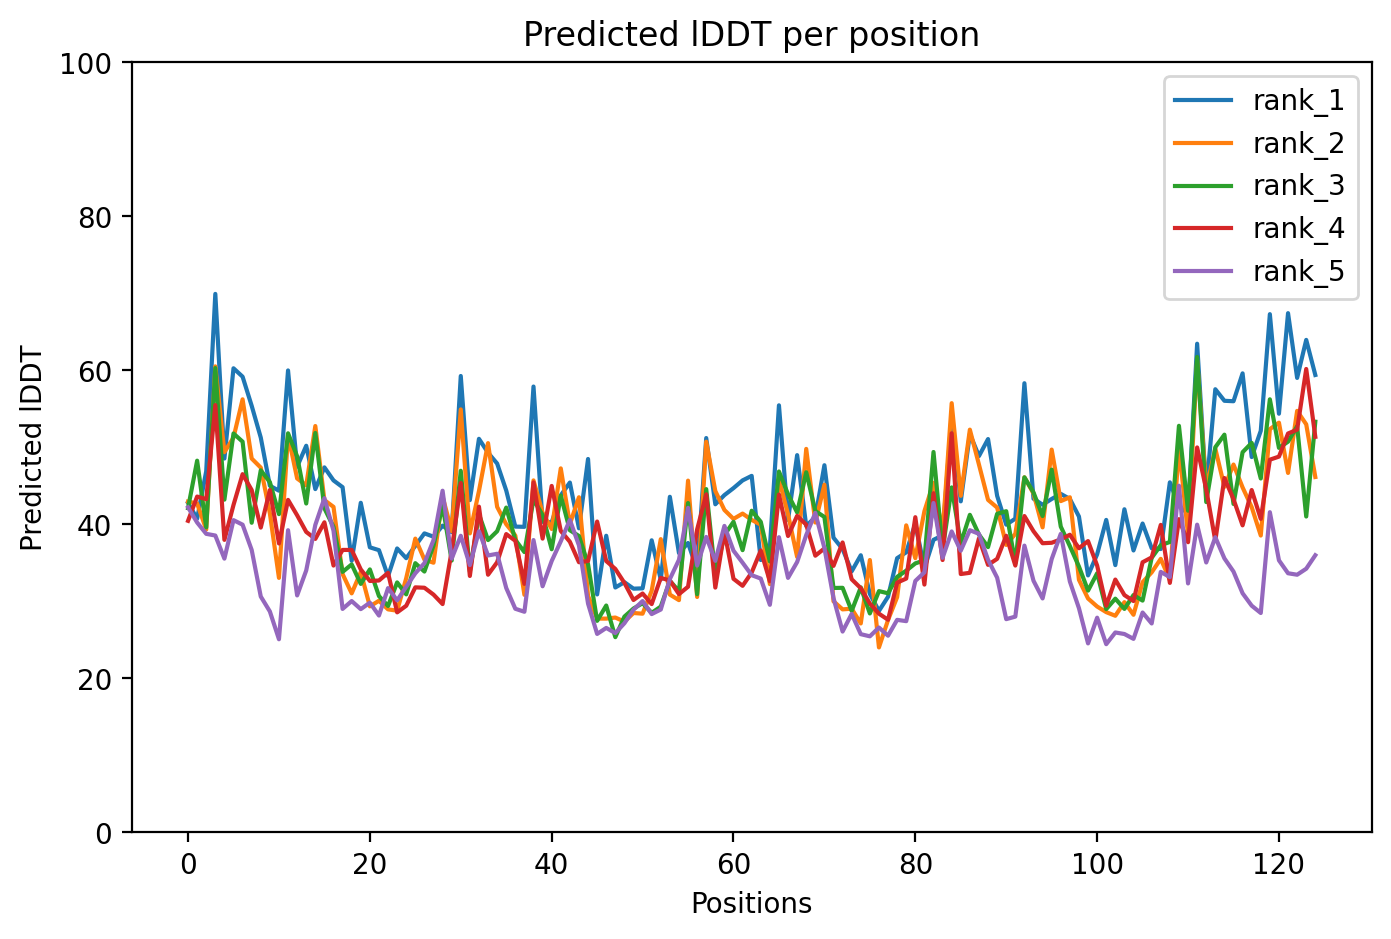 Predicted lDDT per position
100
80
60
40
20
0
Predicted lDDT
0 20 40 60 80 100 120
Positions
rank_1
rank_2
rank_3
rank_4
rank_5